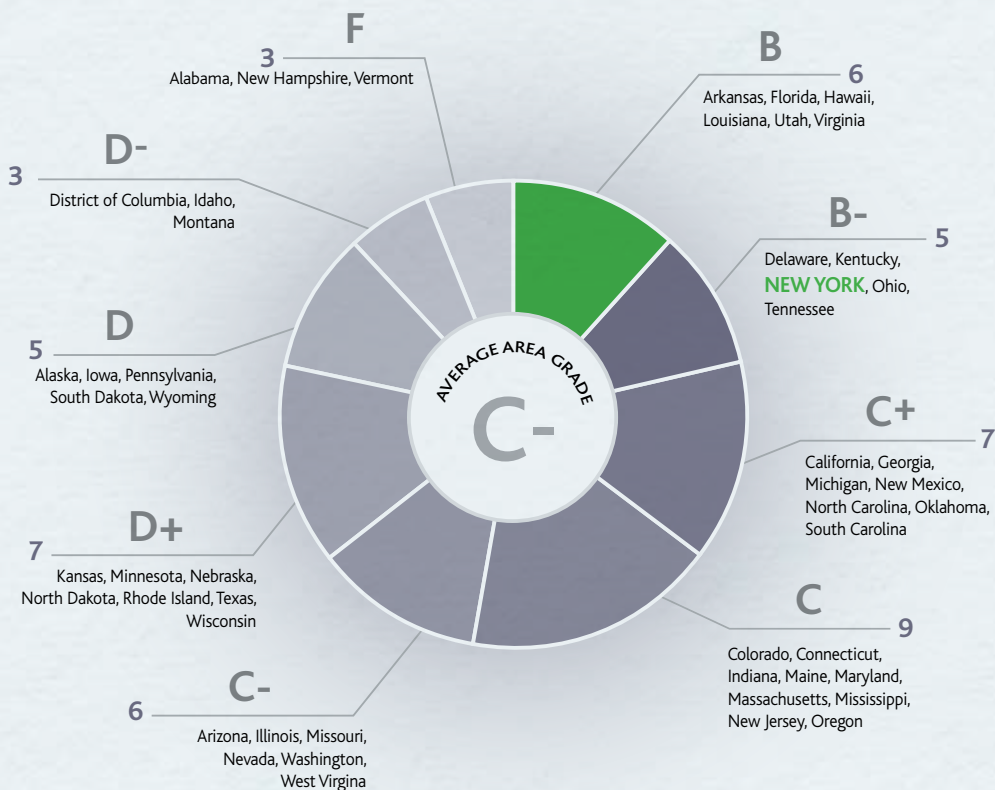 F
3
Alabama, New Hampshire, Vermont
B
6
Arkansas, Florida, Hawaii,
Louisiana, Utah, Virginia
D-
3
District of Columbia, Idaho,
Montana
B-
5
Delaware, Kentucky,
NEW YORK, Ohio,
Tennessee
D
5
Alaska, Iowa, Pennsylvania,
South Dakota, Wyoming
AVERAGE AREA GRADE
C-
C+
7
California, Georgia,
Michigan, New Mexico,
North Carolina, Oklahoma,
South Carolina
D+
7
Kansas, Minnesota, Nebraska,
North Dakota, Rhode Island, Texas,
Wisconsin
C
9
Colorado, Connecticut,
Indiana, Maine, Maryland,
Massachusetts, Mississippi,
New Jersey, Oregon
C-
6
Arizona, Illinois, Missouri,
Nevada, Washington,
West Virgina